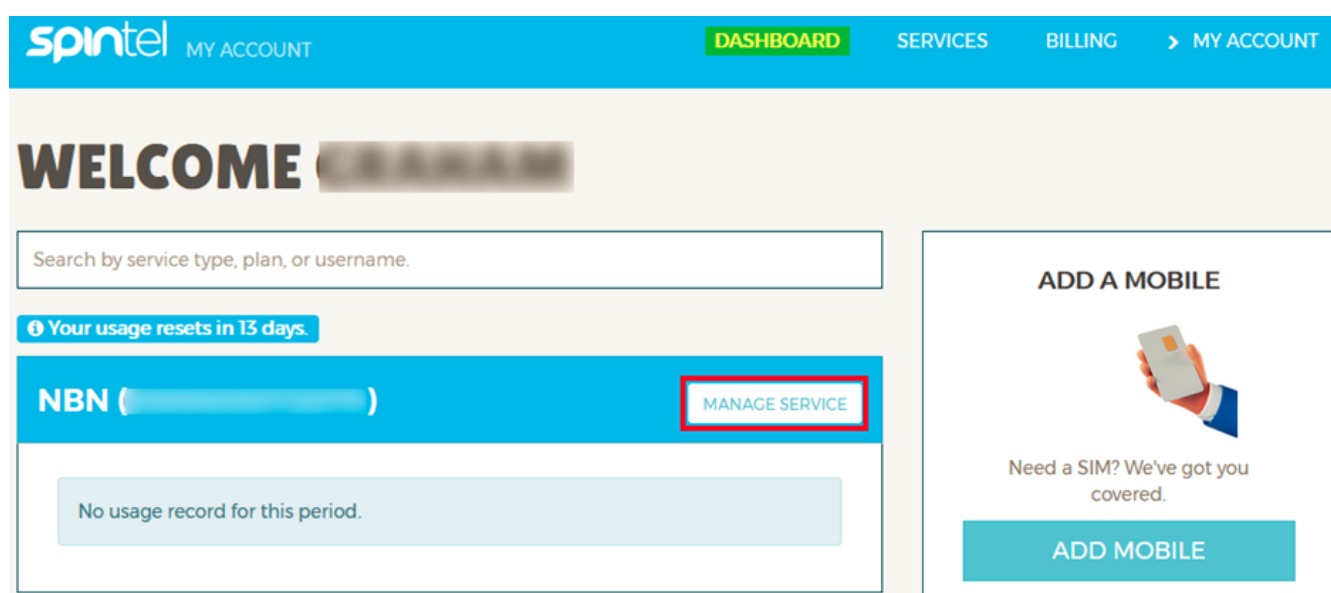 spintel MY ACCOUNT
DASHBOARD
SERVICES
BILLING
> MY ACCOUNT
WELCOME
Search by service type, plan, or username.
Your usage resets in 13 days.
NBN ( )
MANAGE SERVICE
No usage record for this period.
ADD A MOBILE
Need a SIM? We've got you
covered.
ADD MOBILE